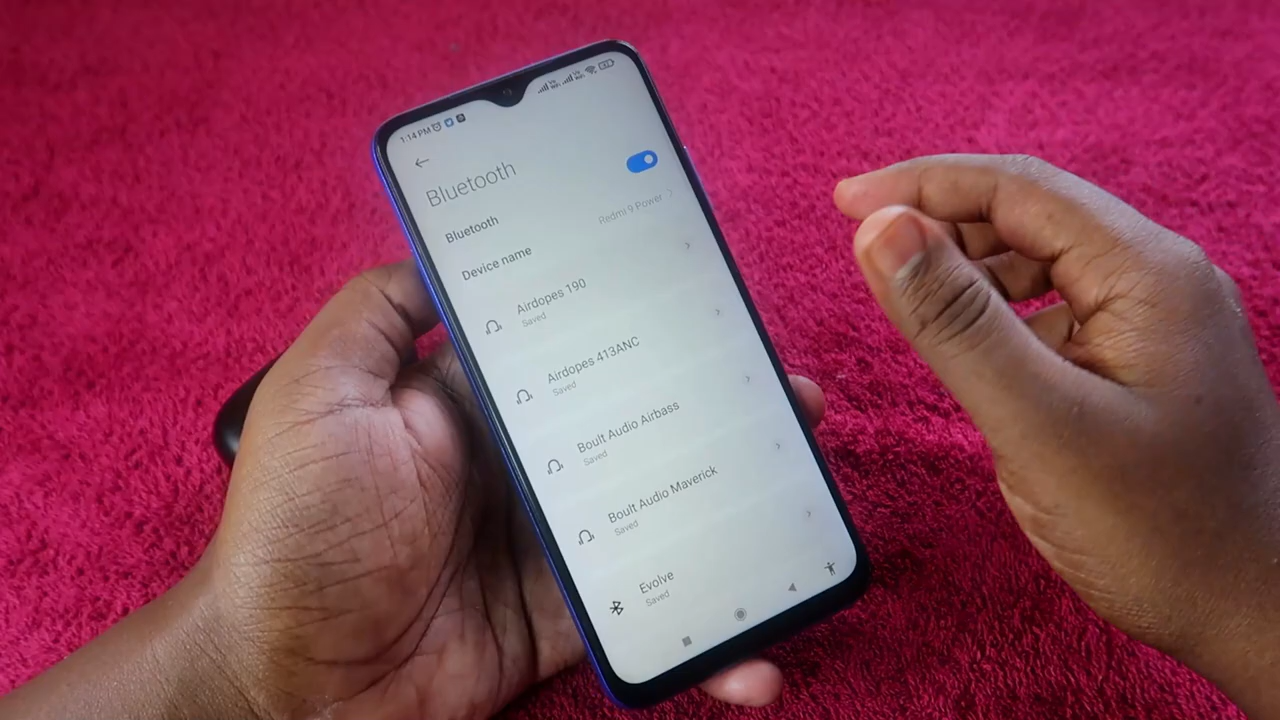 1:14 PM
Bluetooth
Bluetooth
Device name Redmi 9 Power
Airdopes 190
Saved
Airdopes 413ANC
Saved
Boult Audio Airbass
Saved
Boult Audio Maverick
Saved
Evolve
Saved